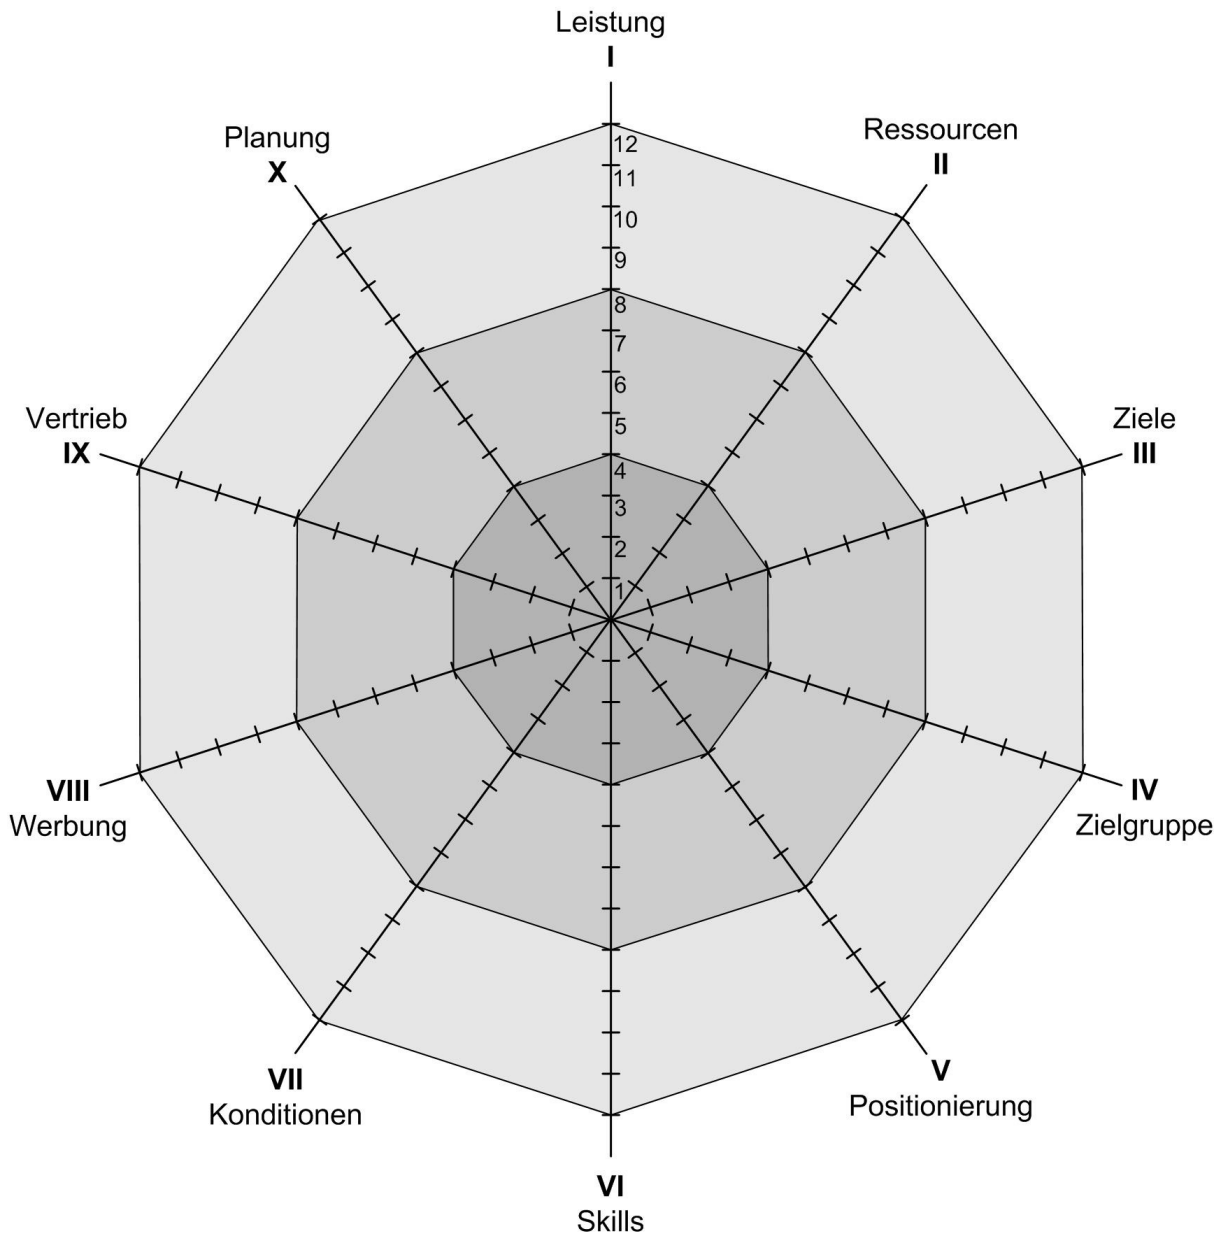 Leistung
I
Planung
X
Ressourcen
II
12
11
10
9
8
7
6
5
4
3
2
1
Vertrieb
IX
Ziele
III
VIII
Werbung
IV
Zielgruppe
VII
Konditionen
V
Positionierung
VI
Skills